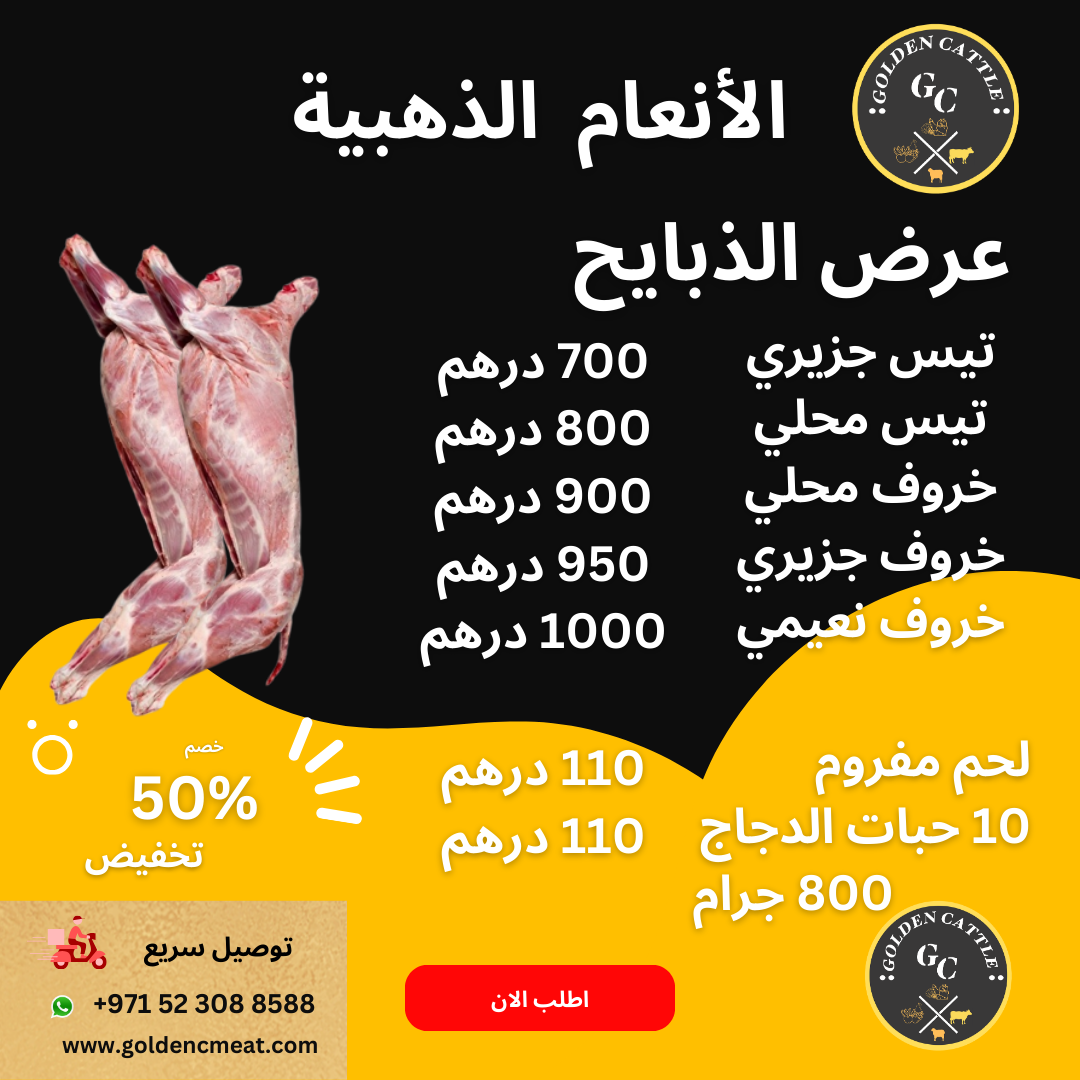 GOLDEN CATTLE
GC
الأنعام الذهبية
عرض الذبايح
تيس جزيري 700 درهم
تيس محلي 800 درهم
خروف محلي 900 درهم
خروف جزيري 950 درهم
خروف نعيمي 1000 درهم
لحم مفروم 110 درهم
10 حبات الدجاج 110 درهم
800 جرام
خصم
50%
تخفيض
توصيل سريع
+971 52 308 8588
www.goldencmeat.com
اطلب الان
GOLDEN CATTLE
GC